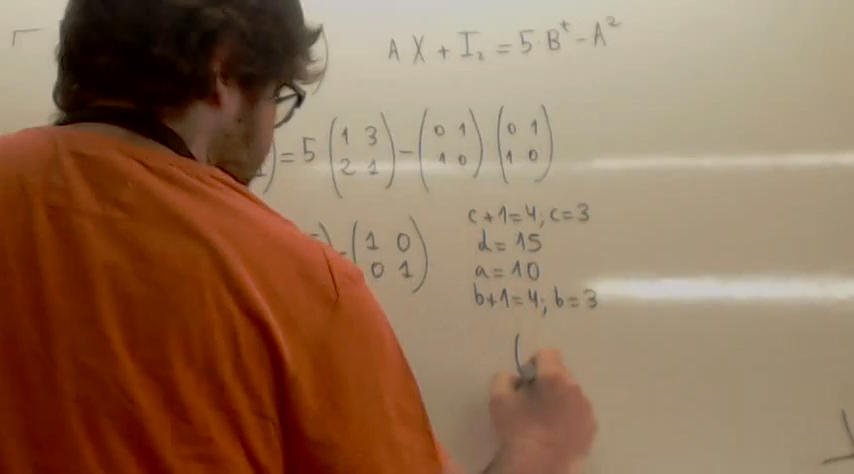 A X + I₂ = 5 · Bᵗ - A²
) = 5 ( 1 3 ) - ( 0 1 ) ( 0 1 )
( 2 1 ) ( 1 0 ) ( 1 0 )
) - ( 1 0 )
( 0 1 )
c + 1 = 4, c = 3
d = 15
a = 10
b + 1 = 4; b = 3
(